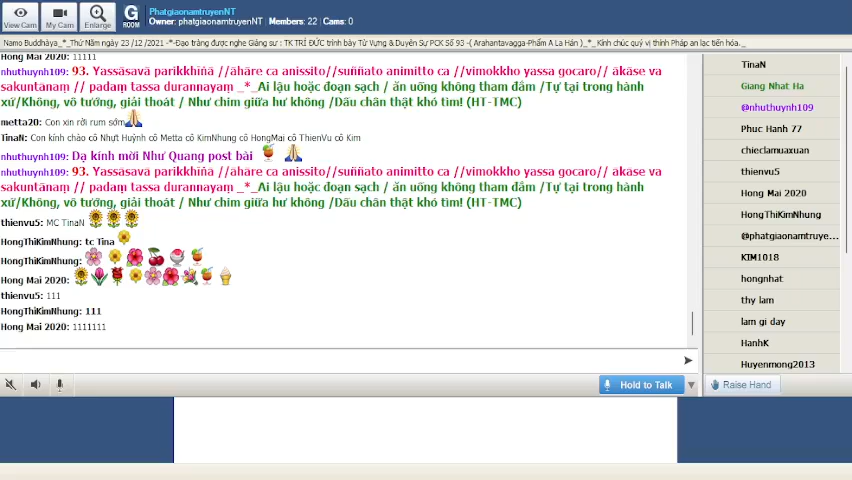 View Cam
My Cam
Enlarge
G
ROOM
PhatgiaonamtruyenNT
Owner: phatgiaonamtruyenNT | Members: 22 | Cams: 0
Namo Buddhāya_*_Thứ Năm ngày 23 /12 /2021 -*-Đạo tràng được nghe Giảng sư : TK TRÍ ĐỨC trình bày Từ Vựng & Duyên Sự PCK Số 93 -( Arahantavagga-Phẩm A La Hán )_*_ Kính chúc quý vị thính Pháp an lạc tiến hóa._
Hong Mai 2020: 11111
nhuthuynh109: 93. Yassāsavā parikkhīṇā //āhāre ca anissito//suññato animitto ca //vimokkho yassa gocaro// ākāse va
sakuntānaṃ // padaṃ tassa durannayaṃ _*_Ai lậu hoặc đoạn sạch / ăn uống không tham đắm /Tự tại trong hành
xứ/Không, vô tướng, giải thoát / Như chim giữa hư không /Dấu chân thật khó tìm! (HT-TMC)
metta20: Con xin rời rum sớm
TinaN: Con kính chào cô Nhựt Huỳnh cô Metta cô KimNhung cô HongMai cô ThienVu cô Kim
nhuthuynh109: Dạ kính mời Như Quang post bài
nhuthuynh109: 93. Yassāsavā parikkhīṇā //āhāre ca anissito//suññato animitto ca //vimokkho yassa gocaro// ākāse va
sakuntānaṃ // padaṃ tassa durannayaṃ _*_Ai lậu hoặc đoạn sạch / ăn uống không tham đắm /Tự tại trong hành
xứ/Không, vô tướng, giải thoát / Như chim giữa hư không /Dấu chân thật khó tìm! (HT-TMC)
thienvu5: MC TinaN
HongThiKimNhung: tc Tina
HongThiKimNhung:
Hong Mai 2020:
thienvu5: 111
HongThiKimNhung: 111
Hong Mai 2020: 1111111
Hold to Talk
TinaN
Giang Nhat Ha
@nhuthuynh109
Phuc Hanh 77
chieclamuaxuan
thienvu5
Hong Mai 2020
HongThiKimNhung
@phatgiaonamtruye...
KIM1018
hongnhat
thy lam
lam gi day
HanhK
Huyenmong2013
Raise Hand